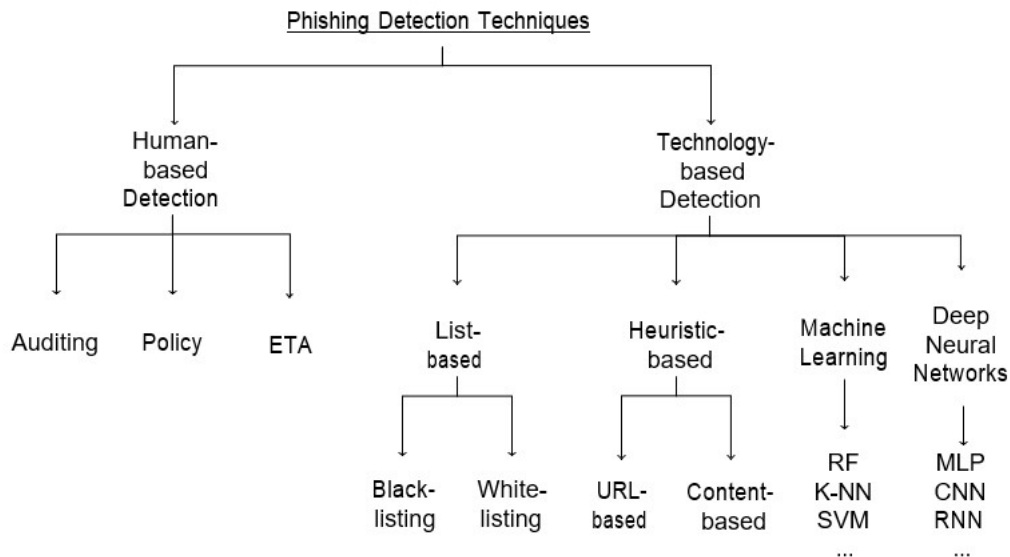 Phishing Detection Techniques
Human-
based
Detection
Technology-
based
Detection
Auditing
Policy
ETA
List-
based
Heuristic-
based
Machine
Learning
Deep
Neural
Networks
Black-
listing
White-
listing
URL-
based
Content-
based
RF
K-NN
SVM
...
MLP
CNN
RNN
...